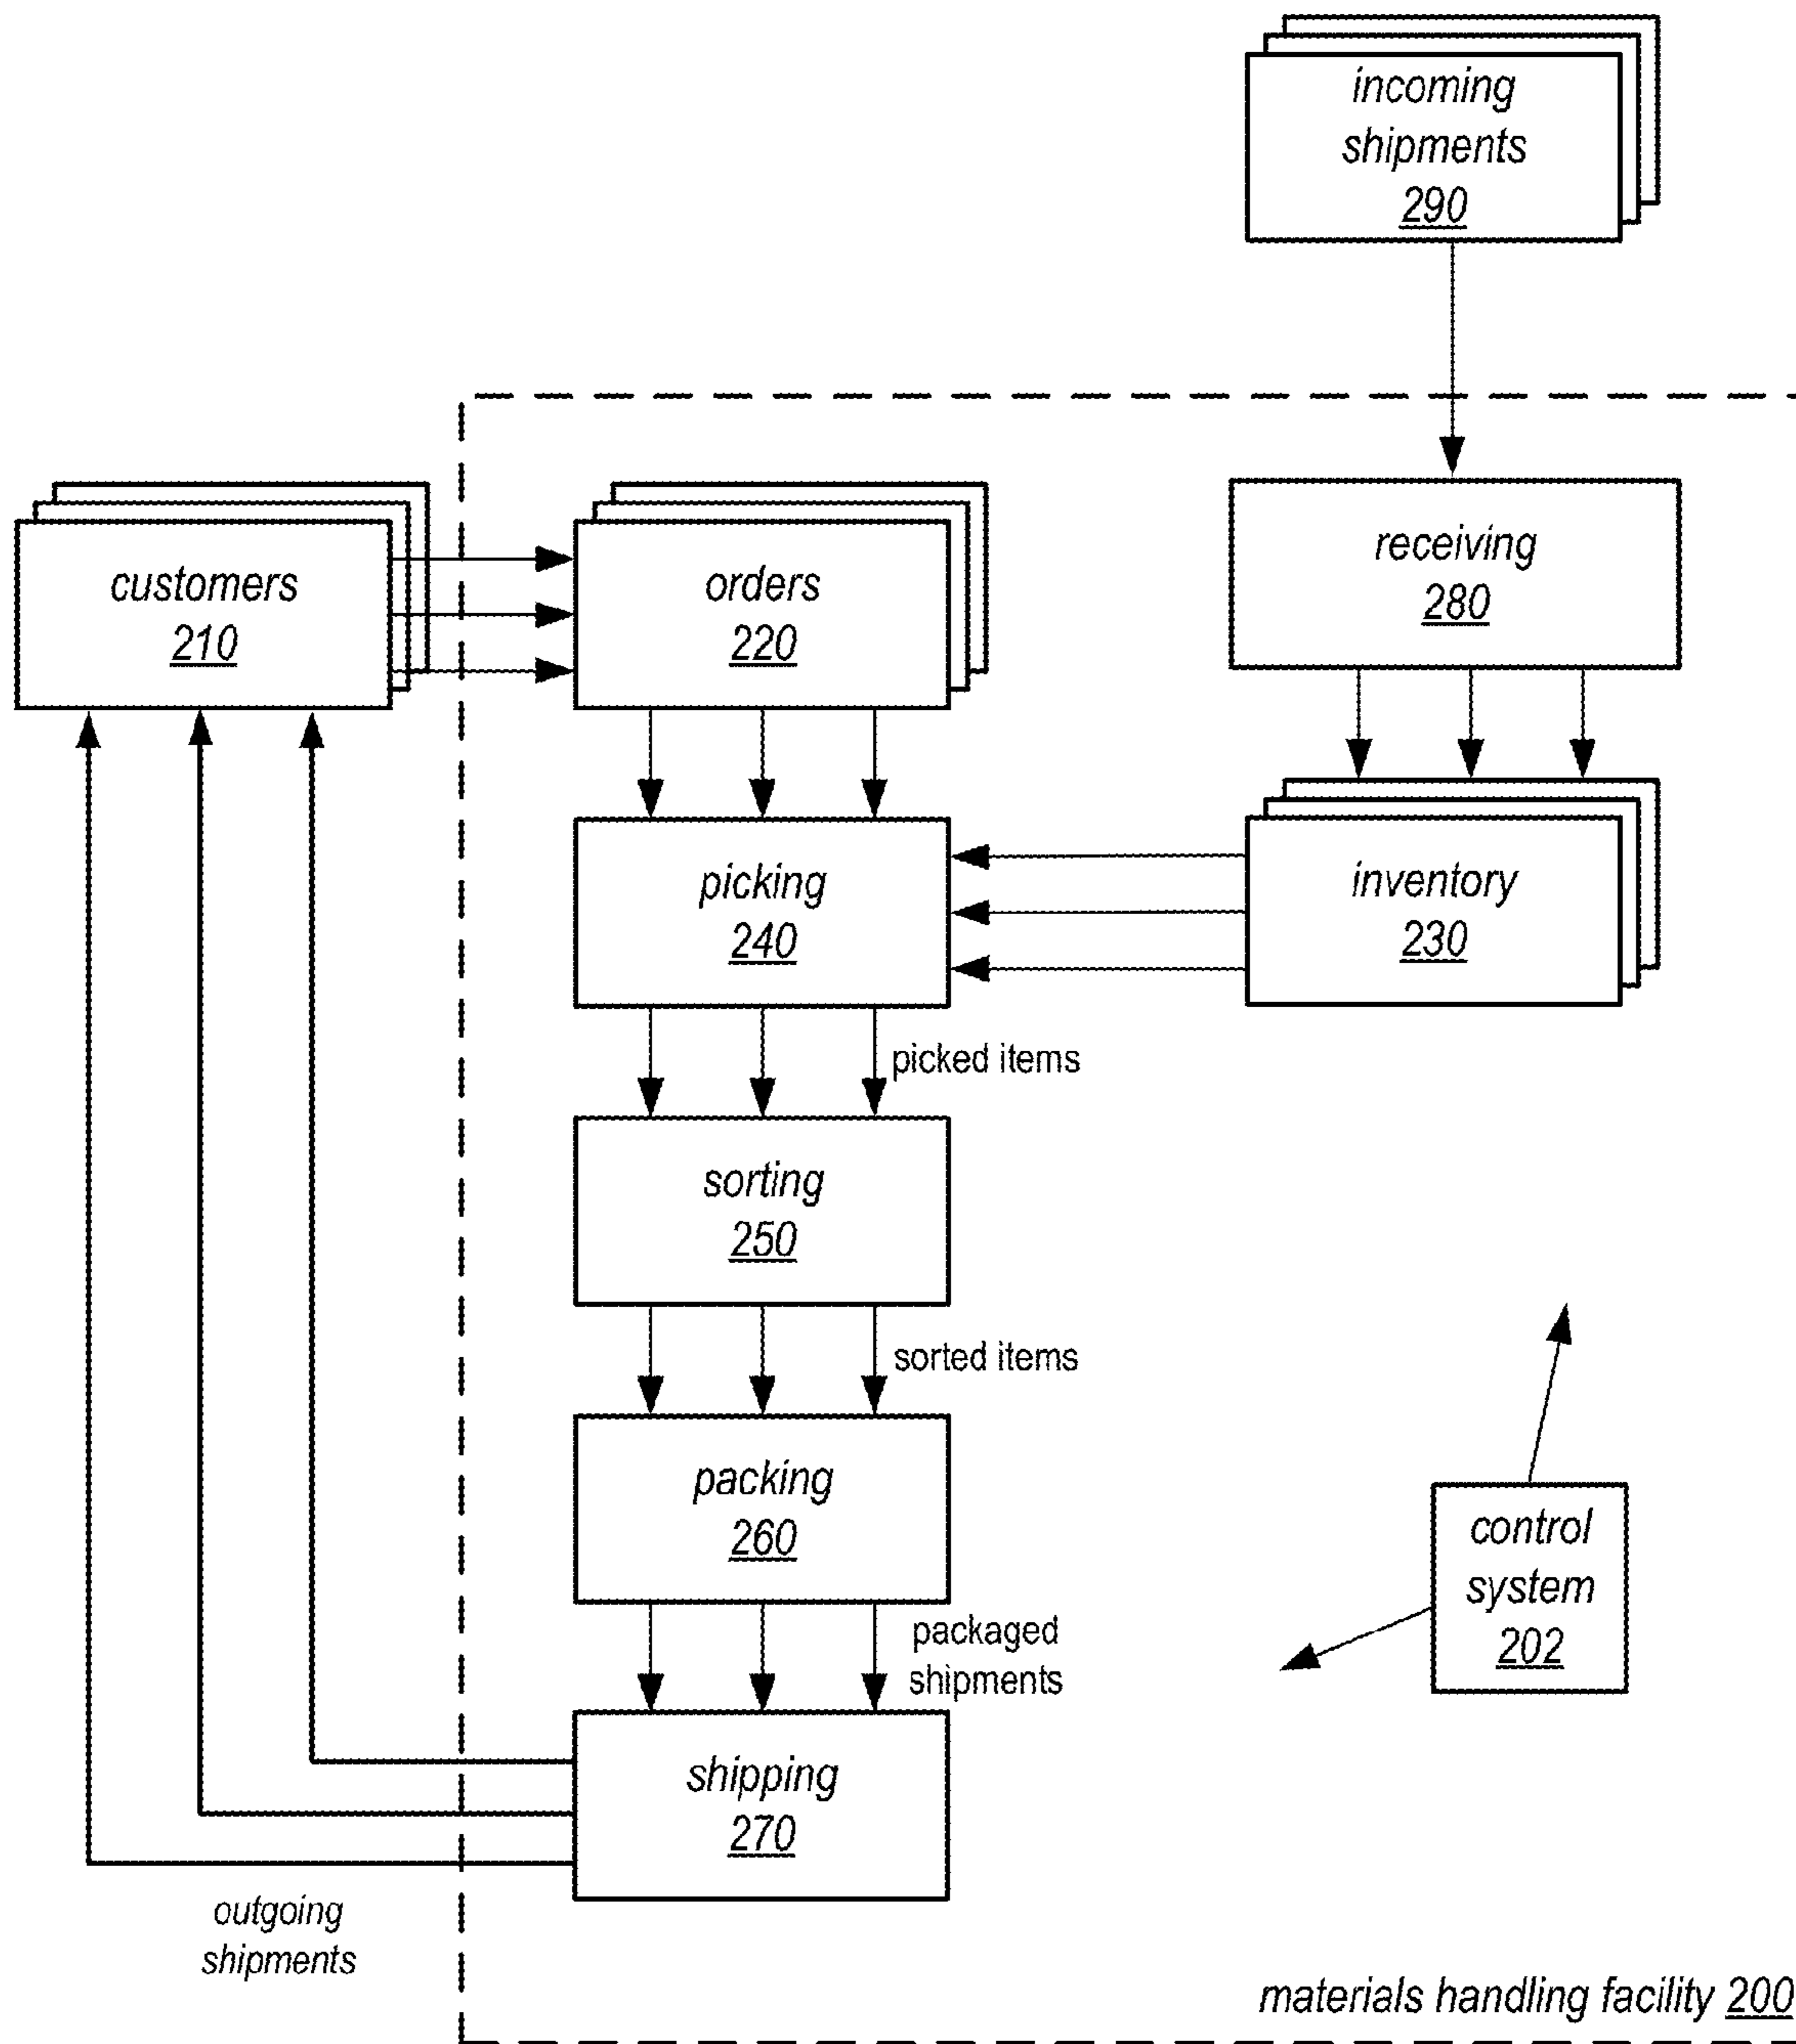 incoming
shipments
290
customers
210
orders
220
receiving
280
picking
240
inventory
230
picked items
sorting
250
sorted items
packing
260
control
system
202
packaged
shipments
shipping
270
outgoing
shipments
materials handling facility 200